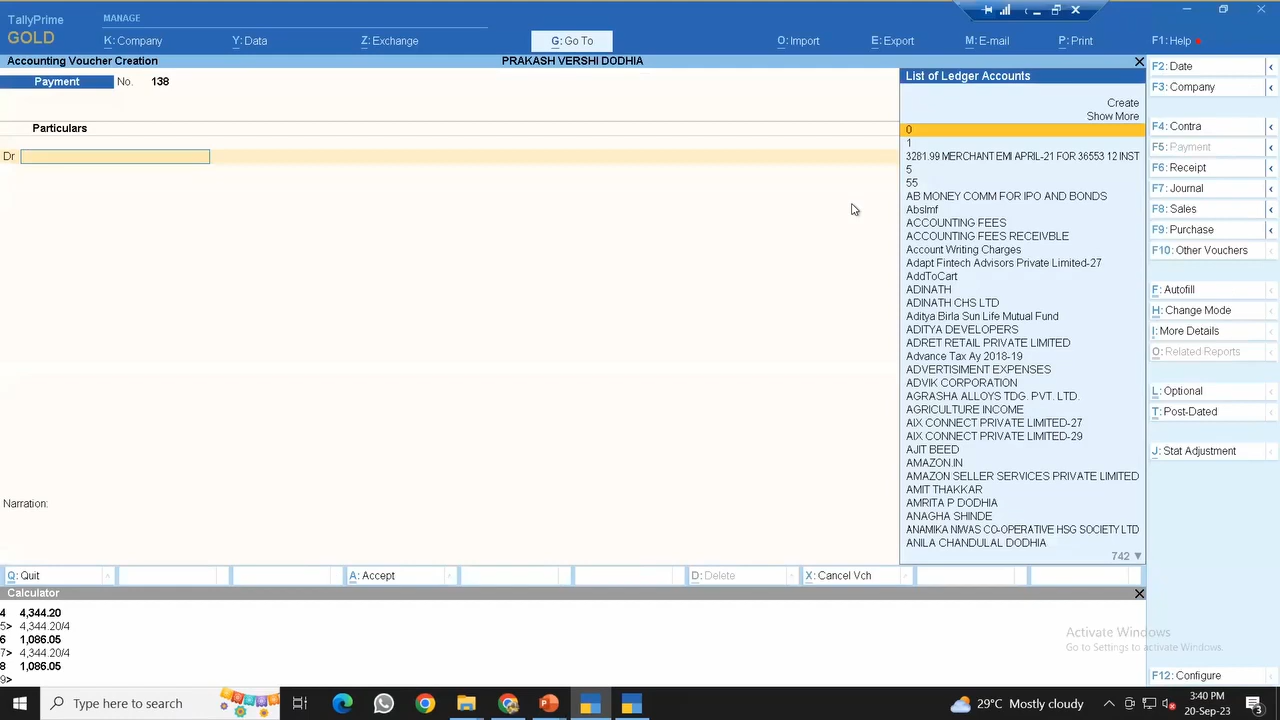 TallyPrime
GOLD
MANAGE
K: Company
Y: Data
Z: Exchange
G: Go To
O: Import
E: Export
M: E-mail
P: Print
F1: Help
Accounting Voucher Creation
PRAKASH VERSHI DODHIA
Payment
No. 138
Particulars
Dr
Narration:
List of Ledger Accounts
Create
Show More
0
1
3281.99 MERCHANT EMI APRIL-21 FOR 36553 12 INST
5
55
AB MONEY COMM FOR IPO AND BONDS
Abslmf
ACCOUNTING FEES
ACCOUNTING FEES RECEIVBLE
Account Writing Charges
Adapt Fintech Advisors Private Limited-27
AddToCart
ADINATH
ADINATH CHS LTD
Aditya Birla Sun Life Mutual Fund
ADITYA DEVELOPERS
ADRET RETAIL PRIVATE LIMITED
Advance Tax Ay 2018-19
ADVERTISIMENT EXPENSES
ADVIK CORPORATION
AGRASHA ALLOYS TDG. PVT. LTD.
AGRICULTURE INCOME
AIX CONNECT PRIVATE LIMITED-27
AIX CONNECT PRIVATE LIMITED-29
AJIT BEED
AMAZON.IN
AMAZON SELLER SERVICES PRIVATE LIMITED
AMIT THAKKAR
AMRITA P DODHIA
ANAGHA SHINDE
ANAMIKA NIWAS CO-OPERATIVE HSG SOCIETY LTD
ANILA CHANDULAL DODHIA
742
F2: Date
F3: Company
F4: Contra
F5: Payment
F6: Receipt
F7: Journal
F8: Sales
F9: Purchase
F10: Other Vouchers
F: Autofill
H: Change Mode
I: More Details
O: Related Reports
L: Optional
T: Post-Dated
J: Stat Adjustment
F12: Configure
Q: Quit
A: Accept
D: Delete
X: Cancel Vch
Calculator
4 4,344.20
5> 4,344.20/4
6 1,086.05
7> 4,344.20/4
8 1,086.05
9>
Activate Windows
Go to Settings to activate Windows.
Type here to search
29°C Mostly cloudy
3:40 PM
20-Sep-23
3